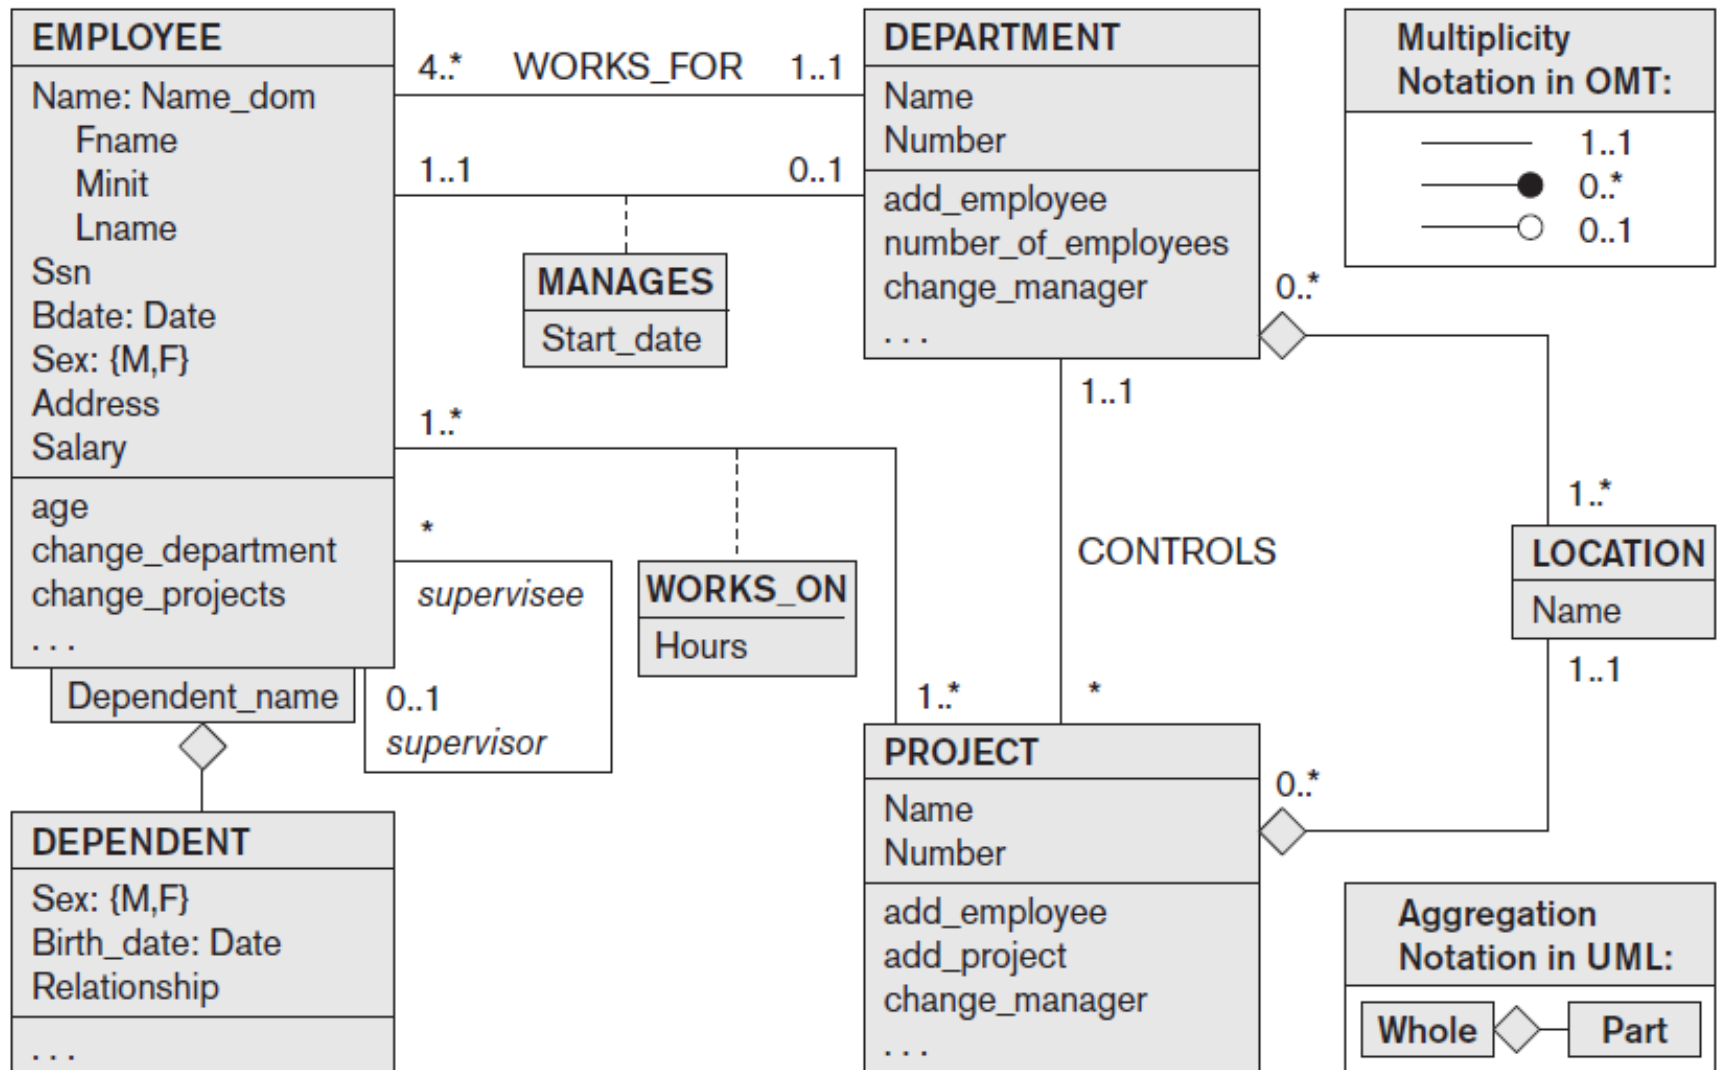 EMPLOYEE
Name: Name_dom
Fname
Minit
Lname
Ssn
Bdate: Date
Sex: {M,F}
Address
Salary
age
change_department
change_projects
. . .
Dependent_name
4..* WORKS_FOR 1..1
1..1 0..1
MANAGES
Start_date
1..*
*
supervisee
0..1
supervisor
WORKS_ON
Hours
1..*
DEPARTMENT
Name
Number
add_employee
number_of_employees
change_manager
. . .
0..*
1..1
CONTROLS
*
1..*
LOCATION
Name
1..1
0..*
PROJECT
Name
Number
add_employee
add_project
change_manager
. . .
DEPENDENT
Sex: {M,F}
Birth_date: Date
Relationship
. . .
Multiplicity
Notation in OMT:
1..1
0..*
0..1
Aggregation
Notation in UML:
Whole Part